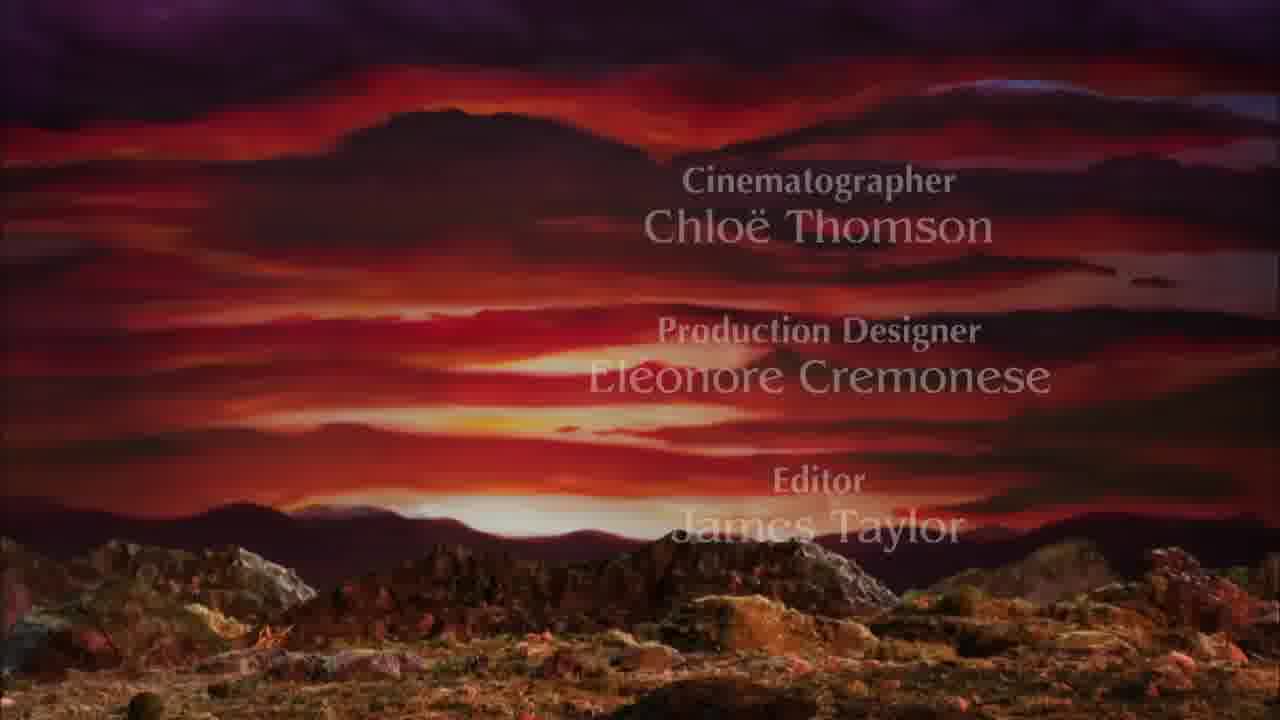 Cinematographer
Chloë Thomson
Production Designer
Eleonore Cremonese
Editor
James Taylor